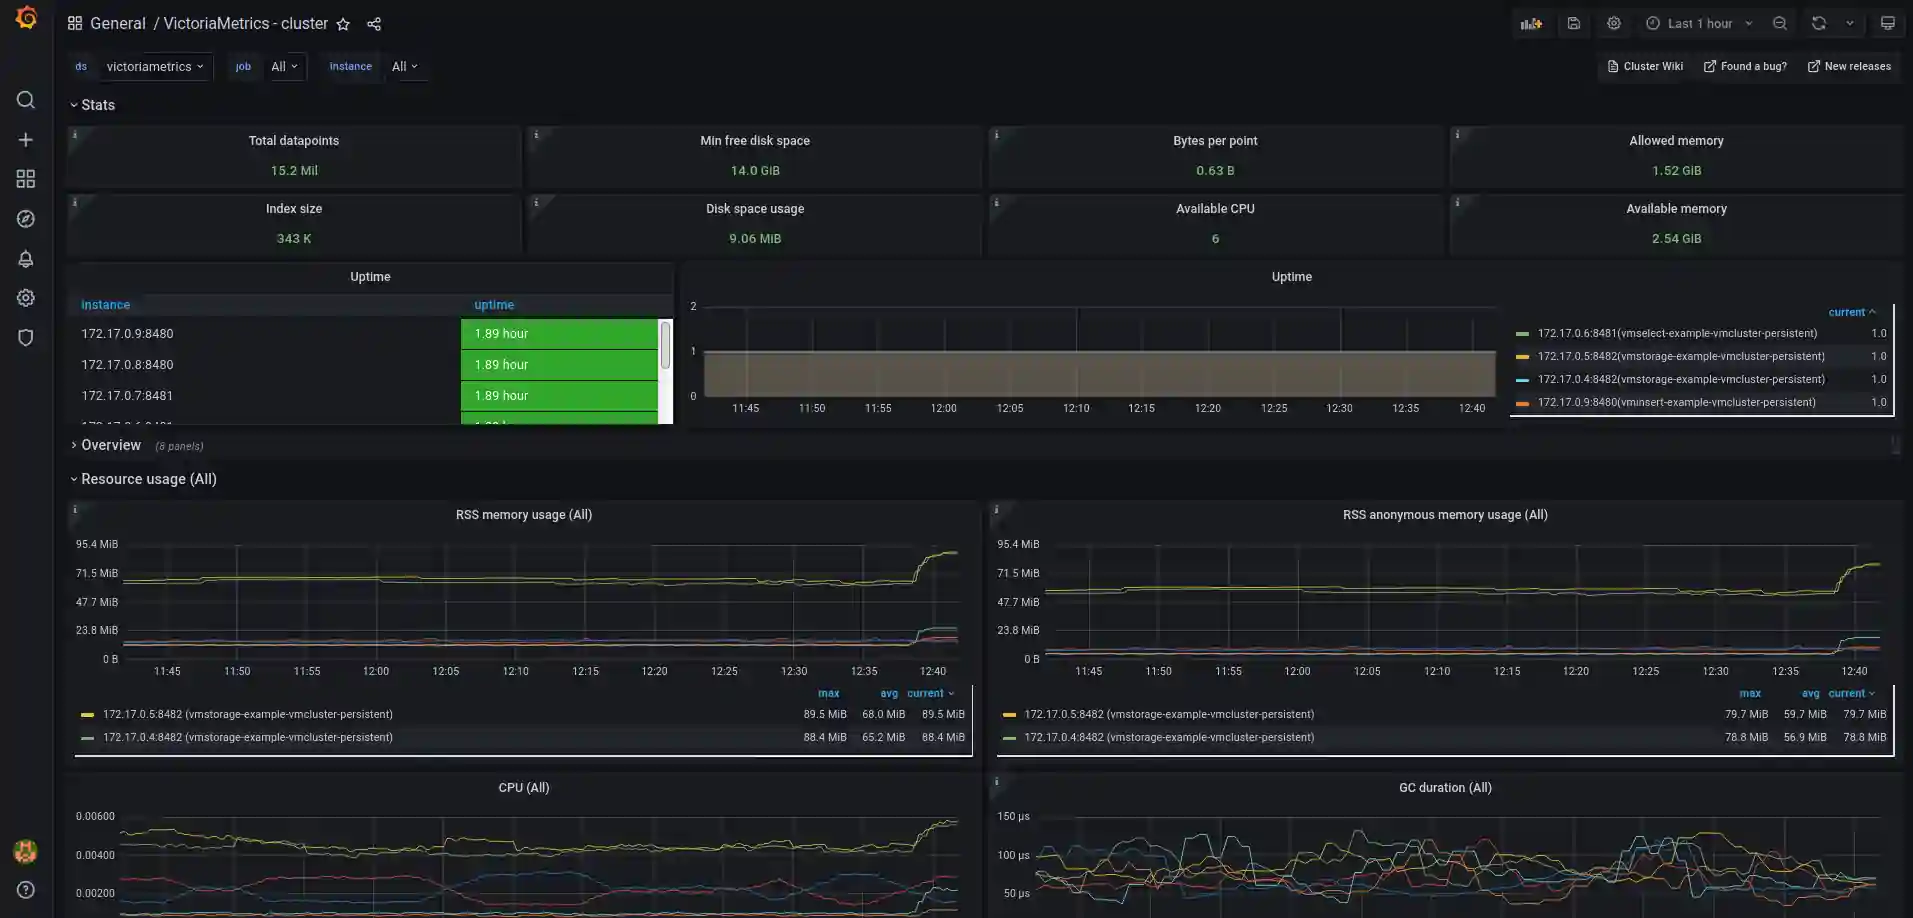 General / VictoriaMetrics - cluster
Last 1 hour
ds victoriametrics job All Instance All
Cluster Wiki Found a bug? New releases
Stats
Total datapoints
15.2 Mil
Min free disk space
14.0 GiB
Bytes per point
0.63 B
Allowed memory
1.52 GiB
Index size
343 K
Disk space usage
9.06 MiB
Available CPU
6
Available memory
2.54 GiB
Uptime
instance uptime
172.17.0.9:8480 1.89 hour
172.17.0.8:8480 1.89 hour
172.17.0.7:8481 1.89 hour
Uptime
2
1
0
11:45 11:50 11:55 12:00 12:05 12:10 12:15 12:20 12:25 12:30 12:35 12:40
current
172.17.0.6:8481(vmselect-example-vmcluster-persistent) 1.0
172.17.0.5:8482(vmstorage-example-vmcluster-persistent) 1.0
172.17.0.4:8482(vmstorage-example-vmcluster-persistent) 1.0
172.17.0.9:8480(vminsert-example-vmcluster-persistent) 1.0
Overview (8 panels)
Resource usage (All)
RSS memory usage (All)
95.4 MiB
71.5 MiB
47.7 MiB
23.8 MiB
0 B
11:45 11:50 11:55 12:00 12:05 12:10 12:15 12:20 12:25 12:30 12:35 12:40
max avg current
172.17.0.5:8482 (vmstorage-example-vmcluster-persistent) 89.5 MiB 68.0 MiB 89.5 MiB
172.17.0.4:8482 (vmstorage-example-vmcluster-persistent) 88.4 MiB 65.2 MiB 88.4 MiB
RSS anonymous memory usage (All)
95.4 MiB
71.5 MiB
47.7 MiB
23.8 MiB
0 B
11:45 11:50 11:55 12:00 12:05 12:10 12:15 12:20 12:25 12:30 12:35 12:40
max avg current
172.17.0.5:8482 (vmstorage-example-vmcluster-persistent) 79.7 MiB 59.7 MiB 79.7 MiB
172.17.0.4:8482 (vmstorage-example-vmcluster-persistent) 78.8 MiB 56.9 MiB 78.8 MiB
CPU (All)
0.00600
0.00400
0.00200
GC duration (All)
150 µs
100 µs
50 µs